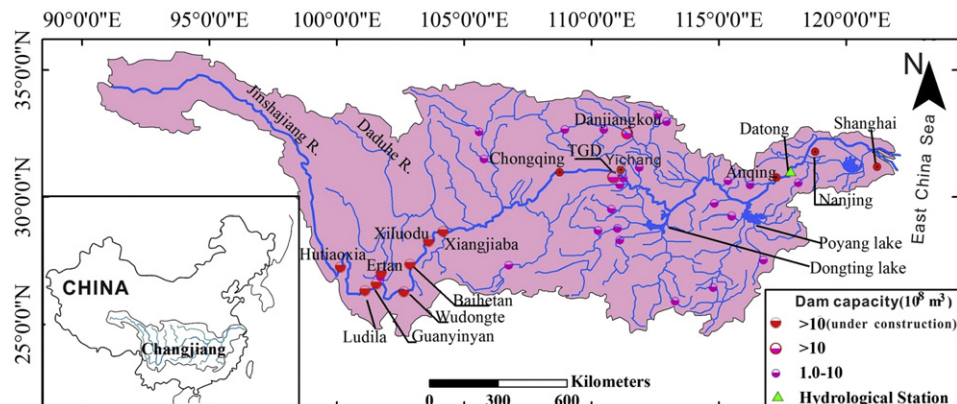 90°0'0"E 95°0'0"E 100°0'0"E 105°0'0"E 110°0'0"E 115°0'0"E 120°0'0"E
35°0'0"N
30°0'0"N
25°0'0"N
N
East China Sea
Jinshajiang R.
Daduhe R.
Danjiangkou
Datong
Shanghai
Chongqing
TGD
Yichang
Anqing
Nanjing
Xiluodu
Xiangjiaba
Poyang lake
Hutiaoxia
Ertan
Dongting lake
Baihetan
Wudongte
Ludila
Guanyinyan
CHINA
Changjiang
Kilometers
0 300 600
Dam capacity(10⁸ m³)
>10(under construction)
>10
1.0-10
Hydrological Station